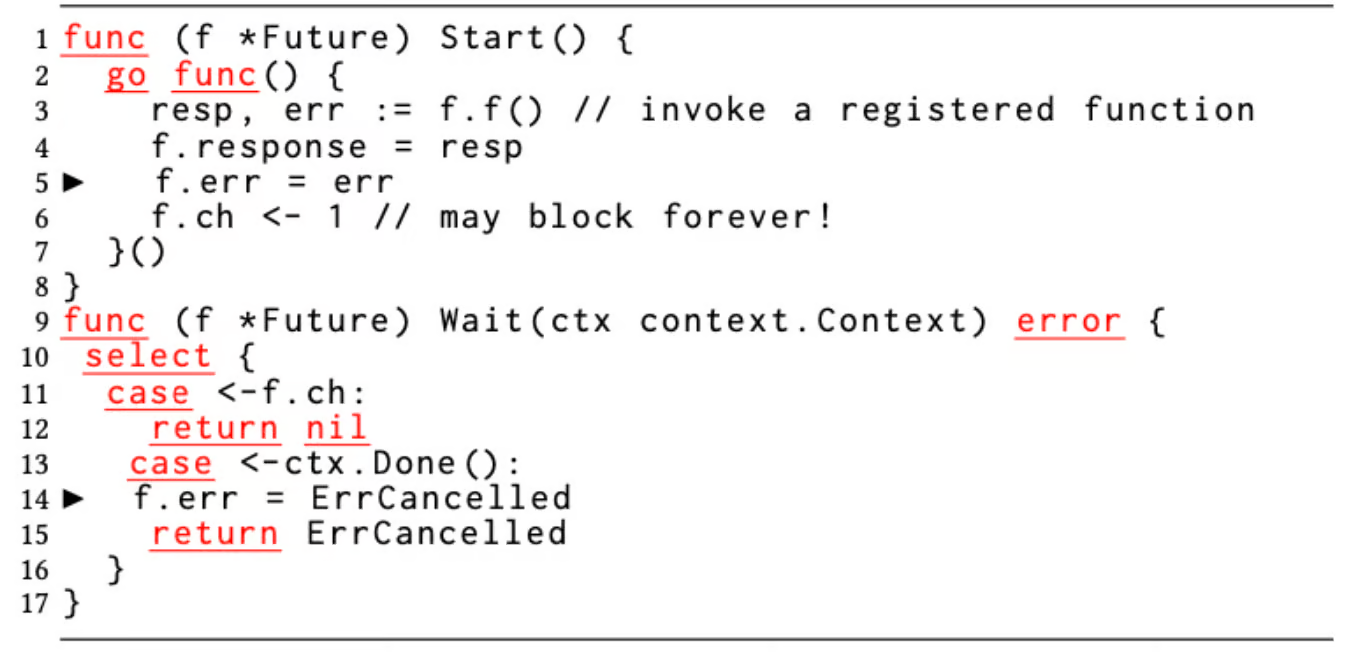 1 func (f *Future) Start() {
2 go func() {
3 resp, err := f.f() // invoke a registered function
4 f.response = resp
5 ▶ f.err = err
6 f.ch <- 1 // may block forever!
7 }()
8 }
9 func (f *Future) Wait(ctx context.Context) error {
10 select {
11 case <-f.ch:
12 return nil
13 case <-ctx.Done():
14 ▶ f.err = ErrCancelled
15 return ErrCancelled
16 }
17 }